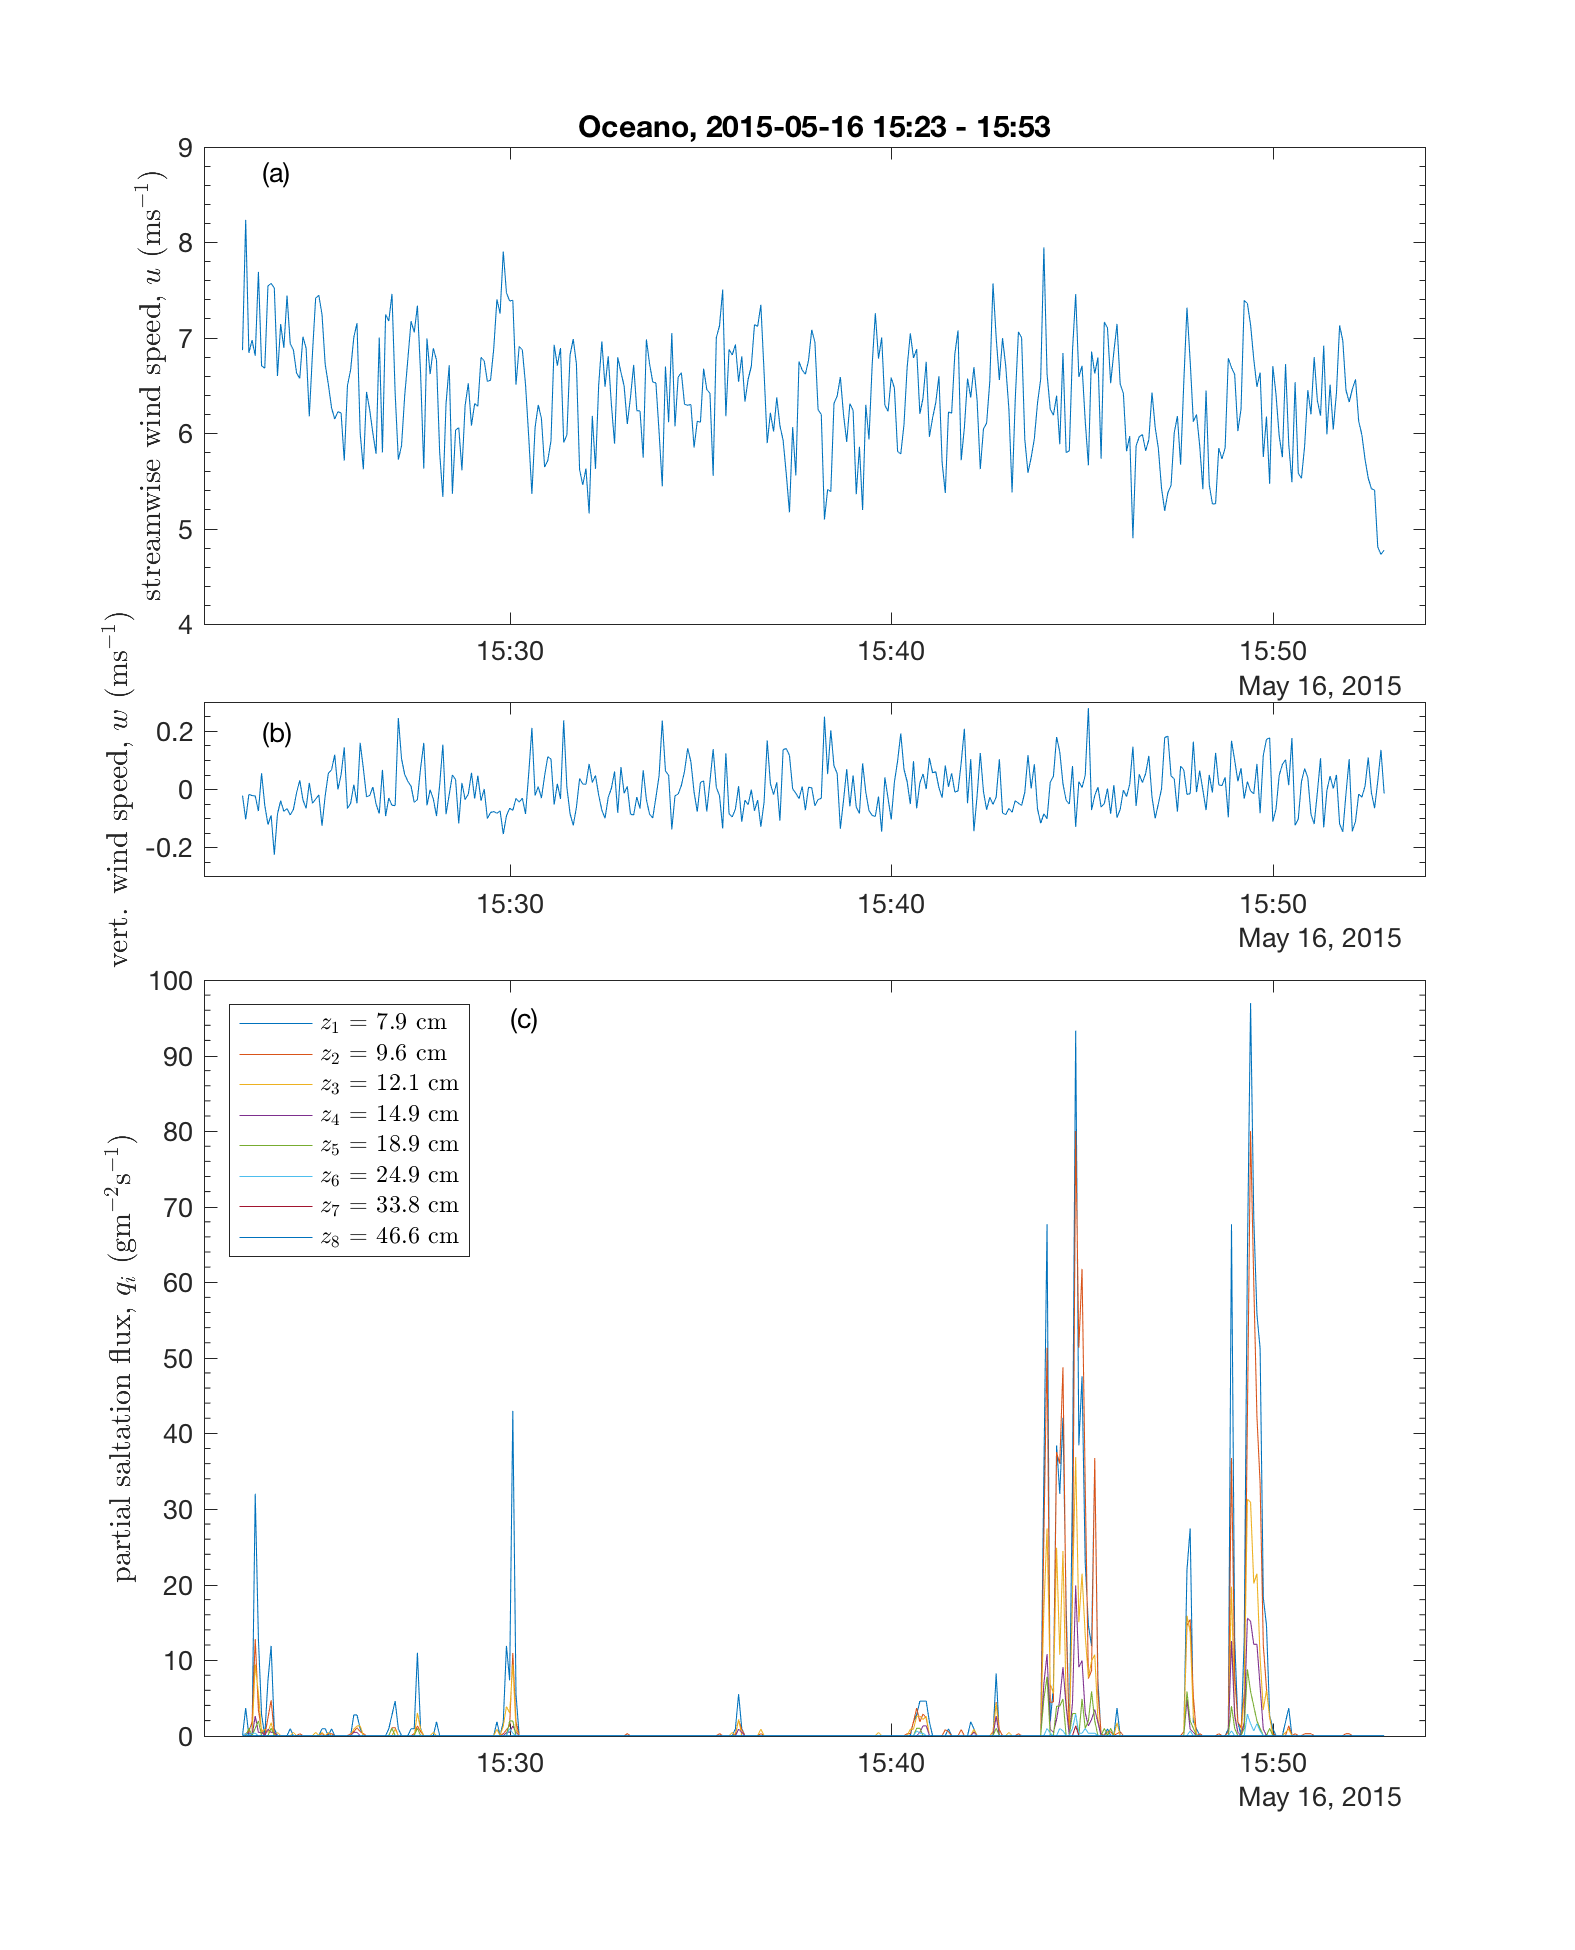 Oceano, 2015-05-16 15:23 - 15:53
(a)
streamwise wind speed, u (ms⁻¹)
9
8
7
6
5
4
15:30 15:40 15:50
May 16, 2015
(b)
vert. wind speed, w (ms⁻¹)
0.2
0
-0.2
15:30 15:40 15:50
May 16, 2015
(c)
partial saltation flux, qᵢ (gm⁻²s⁻¹)
100
90
80
70
60
50
40
30
20
10
0
z₁ = 7.9 cm
z₂ = 9.6 cm
z₃ = 12.1 cm
z₄ = 14.9 cm
z₅ = 18.9 cm
z₆ = 24.9 cm
z₇ = 33.8 cm
z₈ = 46.6 cm
15:30 15:40 15:50
May 16, 2015